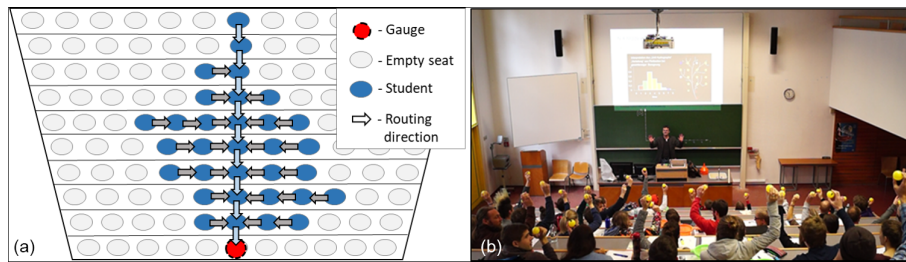 - Gauge
- Empty seat
- Student
- Routing
direction
(a)
(b)